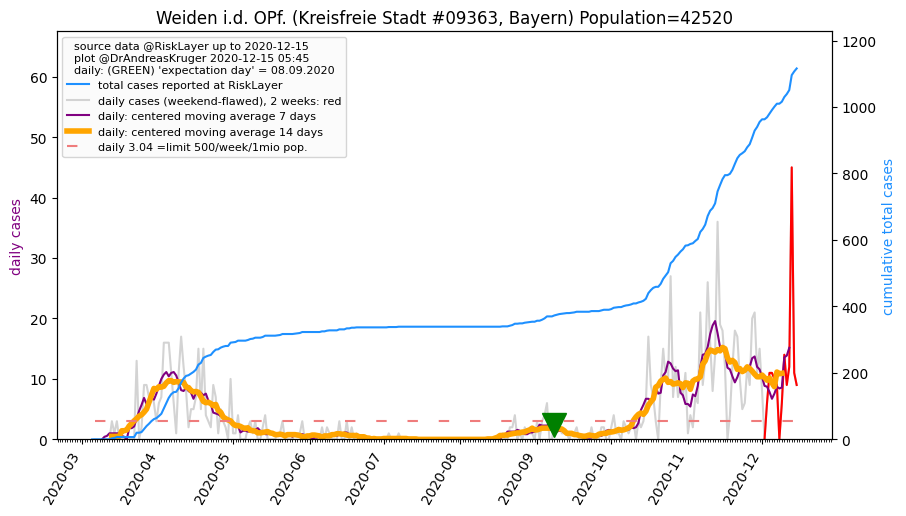 Weiden i.d. OPf. (Kreisfreie Stadt #09363, Bayern) Population=42520
source data @RiskLayer up to 2020-12-15
plot @DrAndreasKruger 2020-12-15 05:45
daily: (GREEN) 'expectation day' = 08.09.2020
total cases reported at RiskLayer
daily cases (weekend-flawed), 2 weeks: red
daily: centered moving average 7 days
daily: centered moving average 14 days
daily 3.04 =limit 500/week/1mio pop.
daily cases
60
50
40
30
20
10
0
1200
1000
800
600
400
200
0
cumulative total cases
2020-03
2020-04
2020-05
2020-06
2020-07
2020-08
2020-09
2020-10
2020-11
2020-12